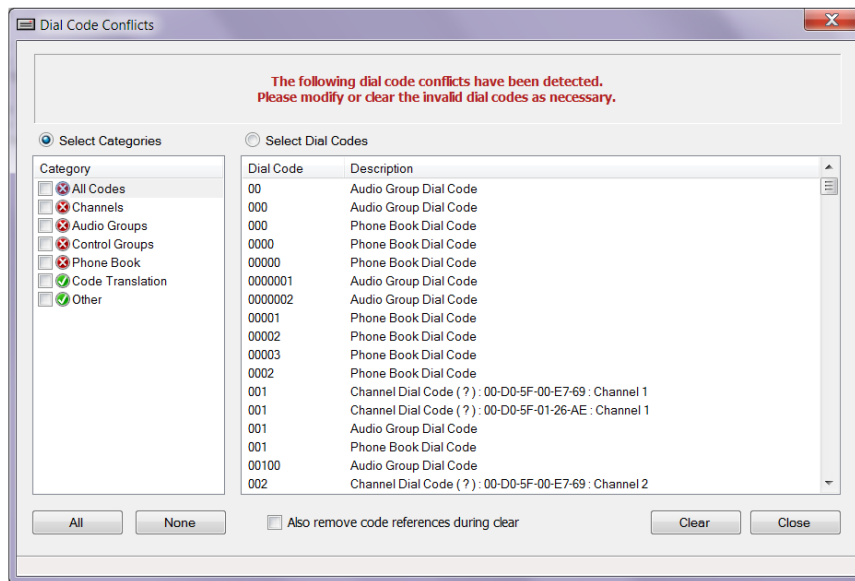 Dial Code Conflicts
The following dial code conflicts have been detected.
Please modify or clear the invalid dial codes as necessary.
Select Categories
Select Dial Codes
Category
All Codes
Channels
Audio Groups
Control Groups
Phone Book
Code Translation
Other
Dial Code Description
00 Audio Group Dial Code
000 Audio Group Dial Code
000 Phone Book Dial Code
0000 Phone Book Dial Code
00000 Phone Book Dial Code
0000001 Audio Group Dial Code
0000002 Audio Group Dial Code
00001 Phone Book Dial Code
00002 Phone Book Dial Code
00003 Phone Book Dial Code
0002 Phone Book Dial Code
001 Channel Dial Code ( ? ) : 00-D0-5F-00-E7-69 : Channel 1
001 Channel Dial Code ( ? ) : 00-D0-5F-01-26-AE : Channel 1
001 Audio Group Dial Code
001 Phone Book Dial Code
00100 Audio Group Dial Code
002 Channel Dial Code ( ? ) : 00-D0-5F-00-E7-69 : Channel 2
All
None
Also remove code references during clear
Clear
Close